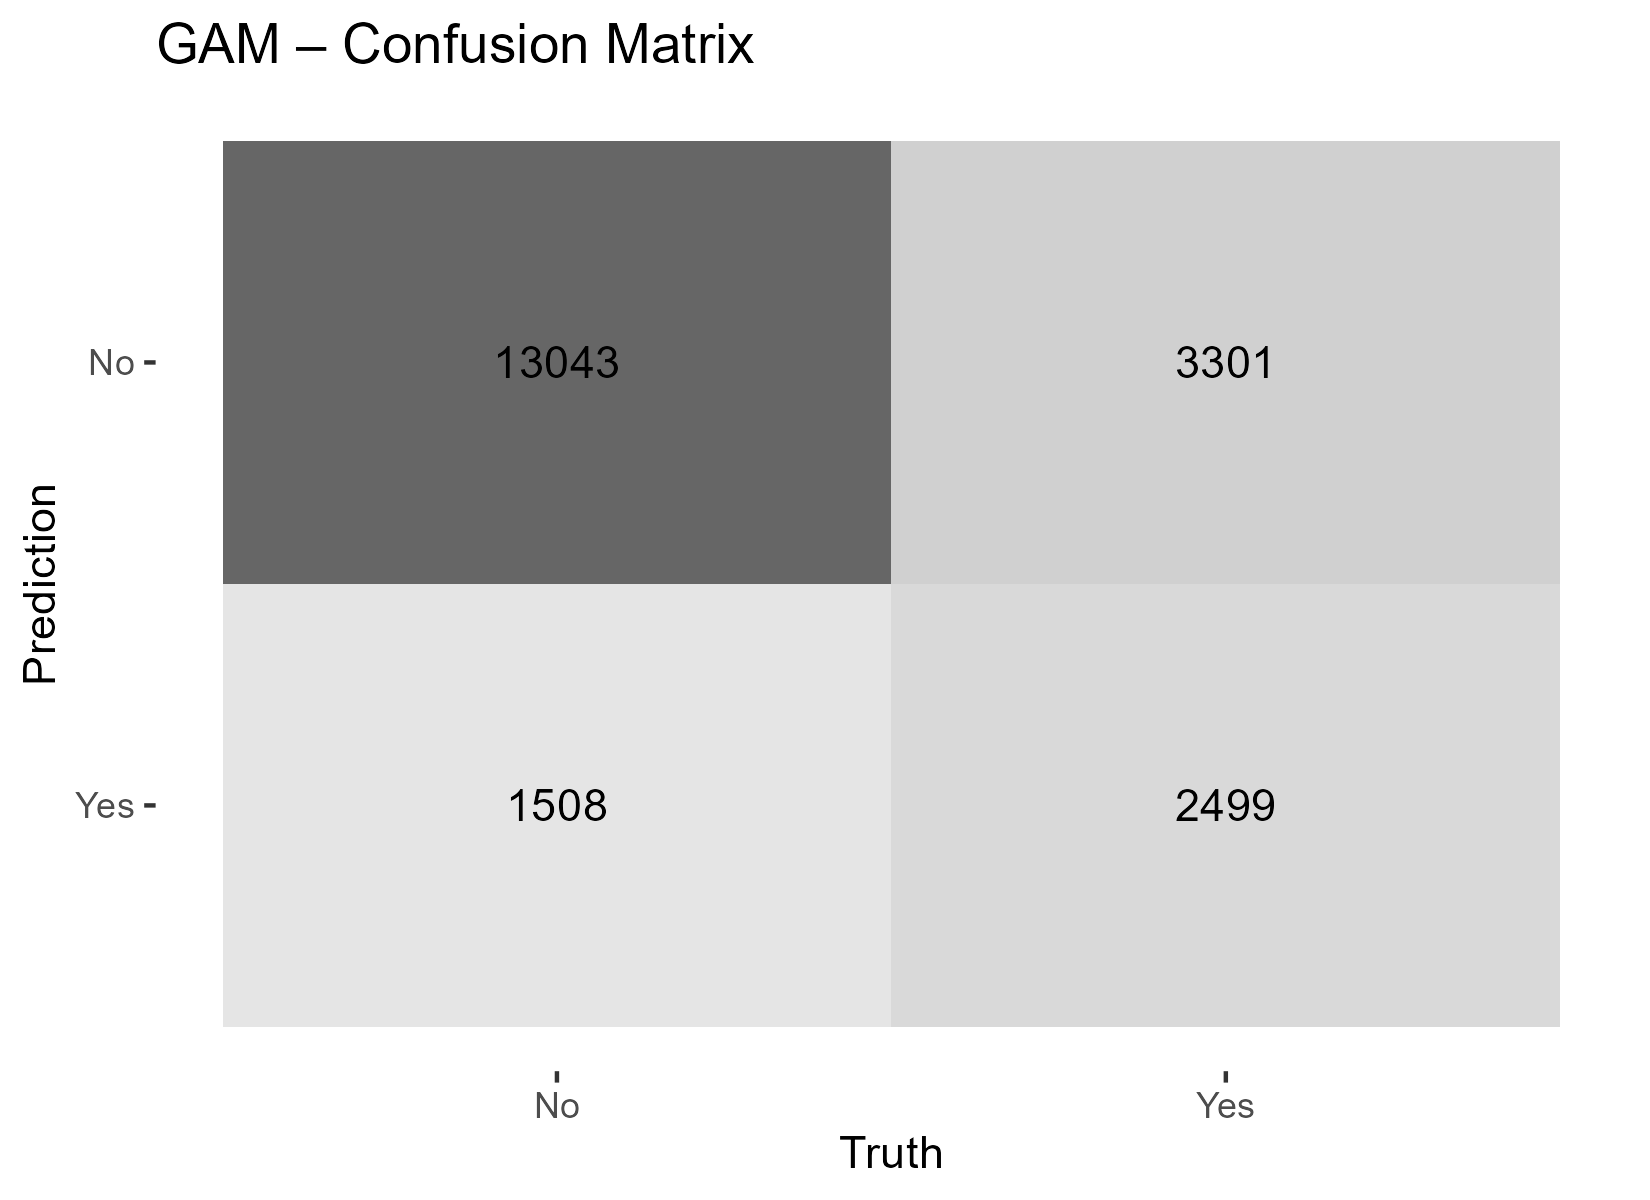 GAM – Confusion Matrix
Prediction
No
13043
3301
Yes
1508
2499
No
Yes
Truth